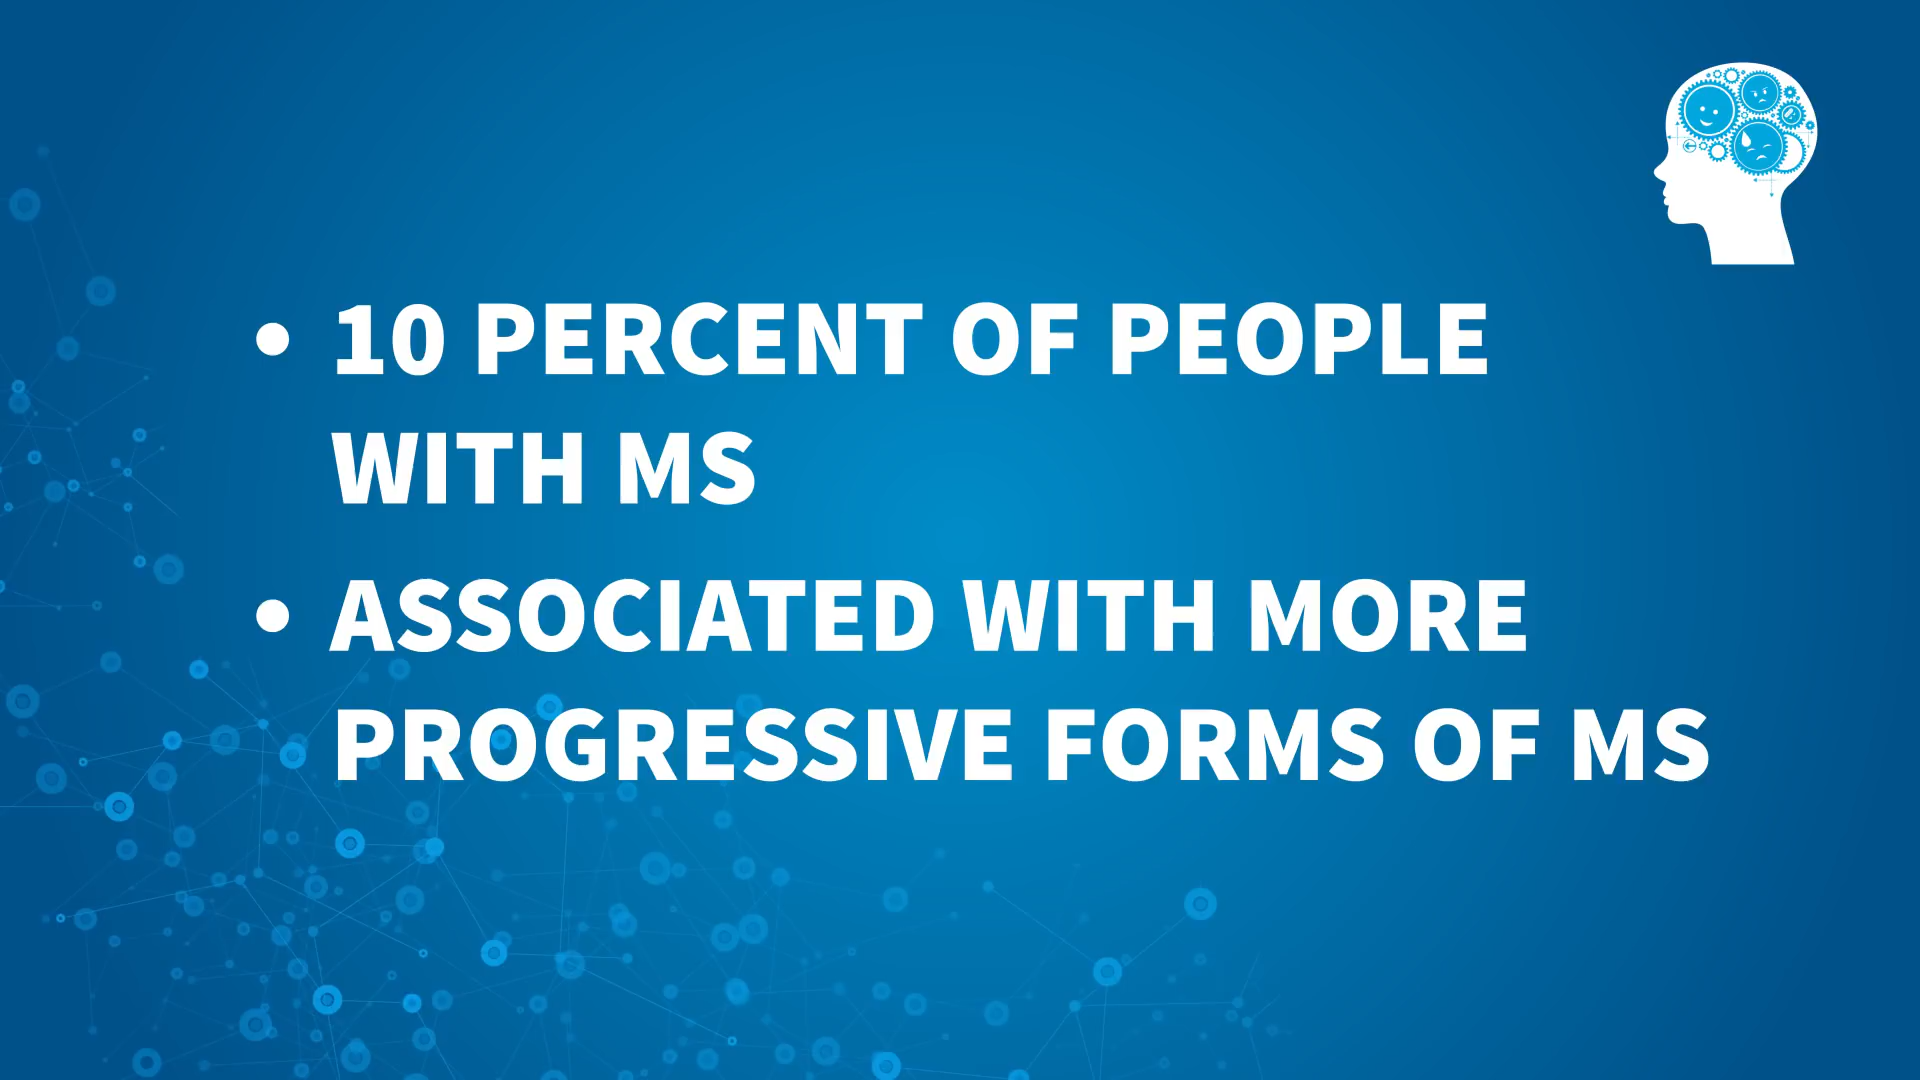 • 10 PERCENT OF PEOPLE
WITH MS
• ASSOCIATED WITH MORE
PROGRESSIVE FORMS OF MS